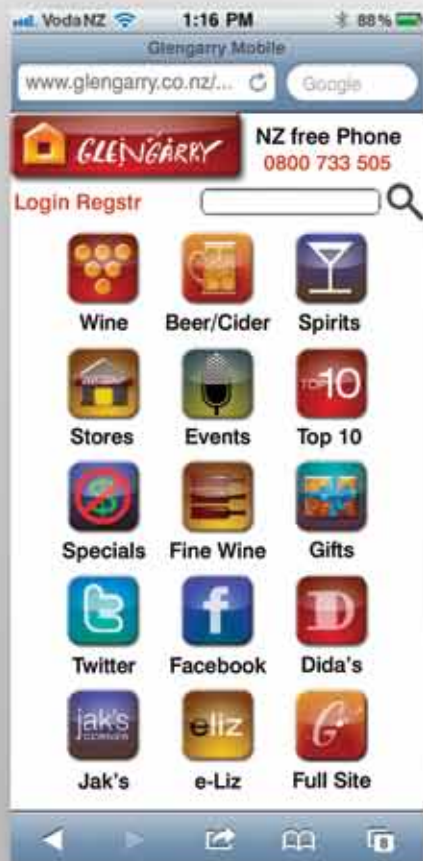 VodaNZ 1:16 PM 88%
Glengarry Mobile
www.glengarry.co.nz/... Google
GLENGARRY NZ free Phone
0800 733 505
Login Regstr
Wine Beer/Cider Spirits
TOP 10
Stores Events Top 10
$
Specials Fine Wine Gifts
t f D
Twitter Facebook Dida's
jak's eliz G
CORNER
Jak's e-Liz Full Site
8